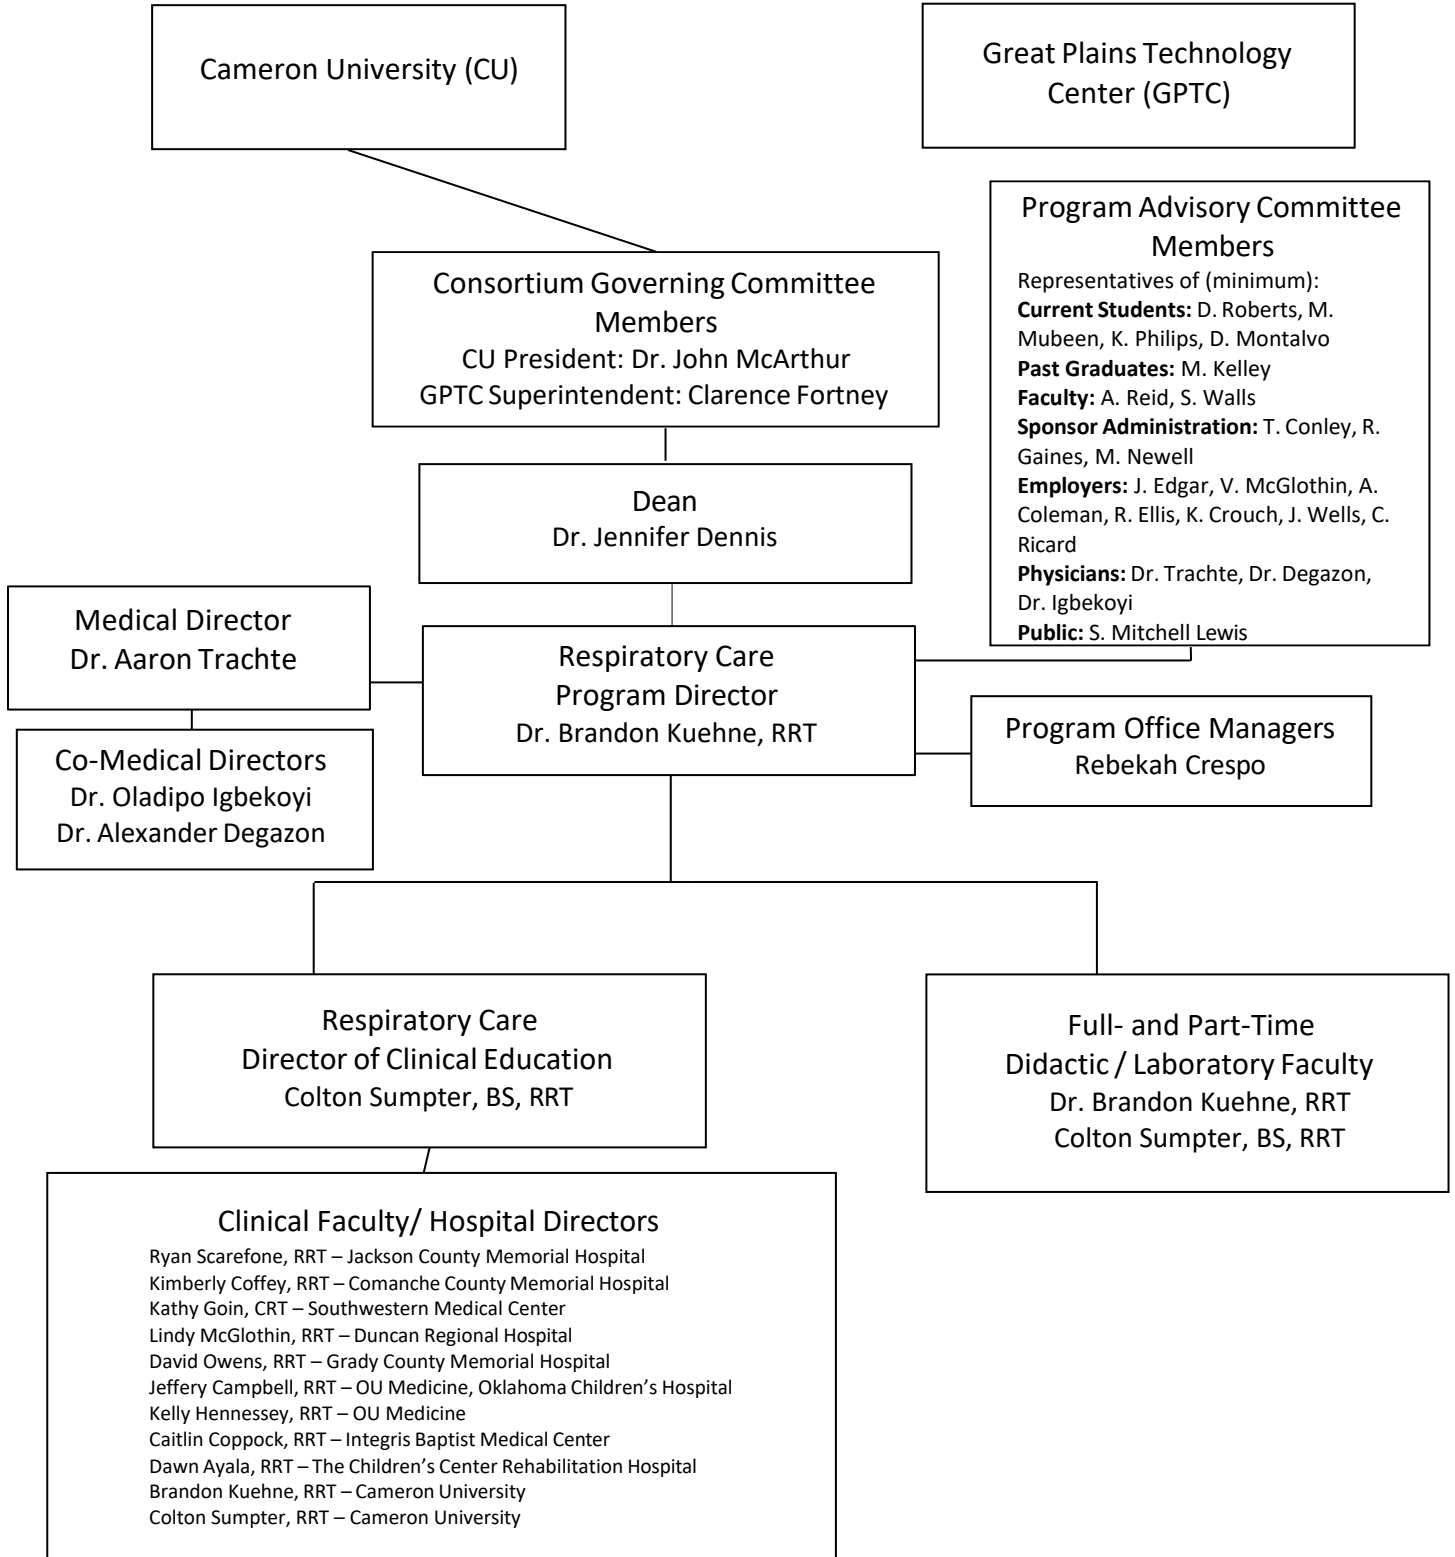 Cameron University (CU)
Great Plains Technology
Center (GPTC)
Program Advisory Committee
Members
Representatives of (minimum):
Current Students: D. Roberts, M.
Mubeen, K. Philips, D. Montalvo
Past Graduates: M. Kelley
Faculty: A. Reid, S. Walls
Sponsor Administration: T. Conley, R.
Gaines, M. Newell
Employers: J. Edgar, V. McGlothin, A.
Coleman, R. Ellis, K. Crouch, J. Wells, C.
Ricard
Physicians: Dr. Trachte, Dr. Degazon,
Dr. Igbekoyi
Public: S. Mitchell Lewis
Consortium Governing Committee
Members
CU President: Dr. John McArthur
GPTC Superintendent: Clarence Fortney
Dean
Dr. Jennifer Dennis
Medical Director
Dr. Aaron Trachte
Respiratory Care
Program Director
Dr. Brandon Kuehne, RRT
Program Office Managers
Rebekah Crespo
Co-Medical Directors
Dr. Oladipo Igbekoyi
Dr. Alexander Degazon
Respiratory Care
Director of Clinical Education
Colton Sumpter, BS, RRT
Full- and Part-Time
Didactic / Laboratory Faculty
Dr. Brandon Kuehne, RRT
Colton Sumpter, BS, RRT
Clinical Faculty/ Hospital Directors
Ryan Scarefone, RRT – Jackson County Memorial Hospital
Kimberly Coffey, RRT – Comanche County Memorial Hospital
Kathy Goin, CRT – Southwestern Medical Center
Lindy McGlothin, RRT – Duncan Regional Hospital
David Owens, RRT – Grady County Memorial Hospital
Jeffery Campbell, RRT – OU Medicine, Oklahoma Children’s Hospital
Kelly Hennessey, RRT – OU Medicine
Caitlin Coppock, RRT – Integris Baptist Medical Center
Dawn Ayala, RRT – The Children’s Center Rehabilitation Hospital
Brandon Kuehne, RRT – Cameron University
Colton Sumpter, RRT – Cameron University